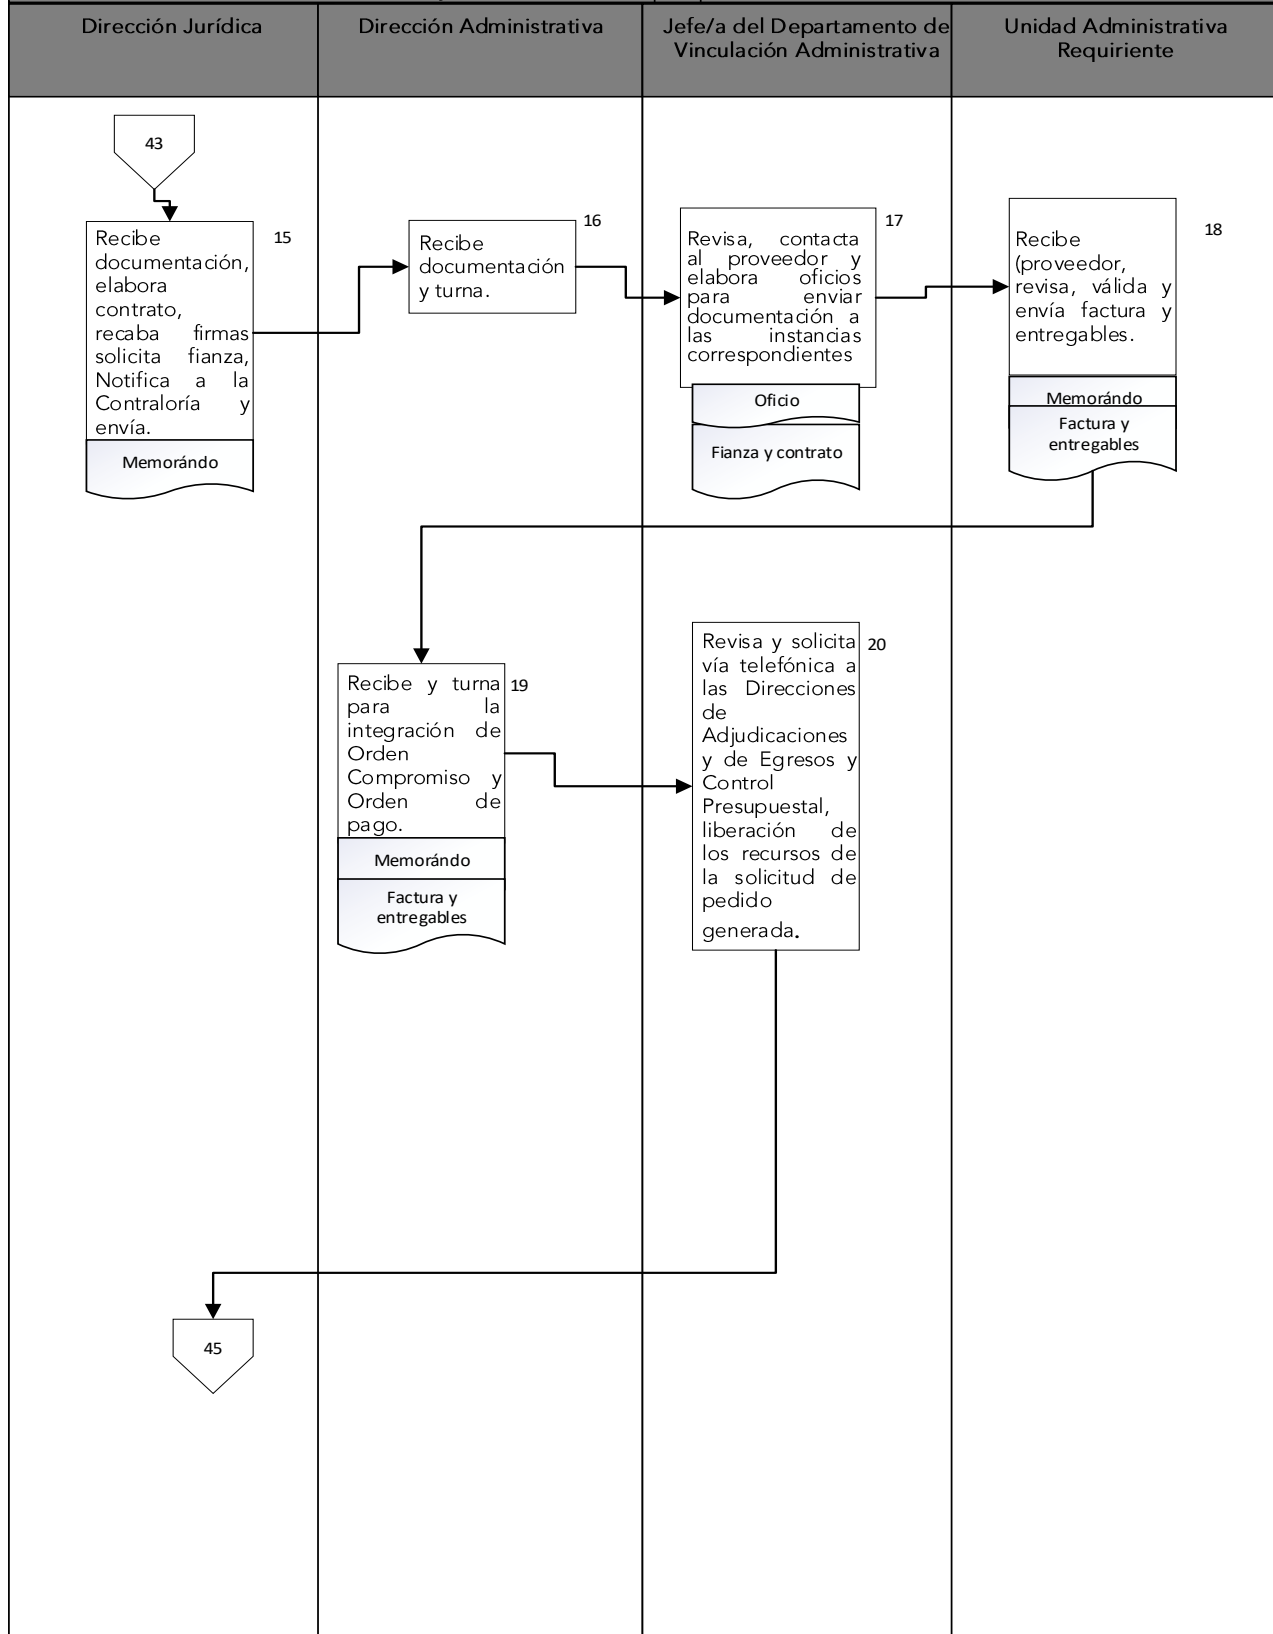 Dirección Jurídica
Dirección Administrativa
Jefe/a del Departamento de
Vinculación Administrativa
Unidad Administrativa
Requiriente
43
15
Recibe
documentación,
elabora
contrato,
recaba firmas
solicita fianza,
Notifica a la
Contraloría y
envía.
Memorándo
16
Recibe
documentación
y turna.
17
Revisa, contacta
al proveedor y
elabora oficios
para enviar
documentación a
las instancias
correspondientes
Oficio
Fianza y contrato
18
Recibe
(proveedor,
revisa, válida y
envía factura y
entregables.
Memorándo
Factura y
entregables
19
Recibe y turna
para la
integración de
Orden
Compromiso y
Orden de
pago.
Memorándo
Factura y
entregables
20
Revisa y solicita
vía telefónica a
las Direcciones
de
Adjudicaciones
y de Egresos y
Control
Presupuestal,
liberación de
los recursos de
la solicitud de
pedido
generada.
45